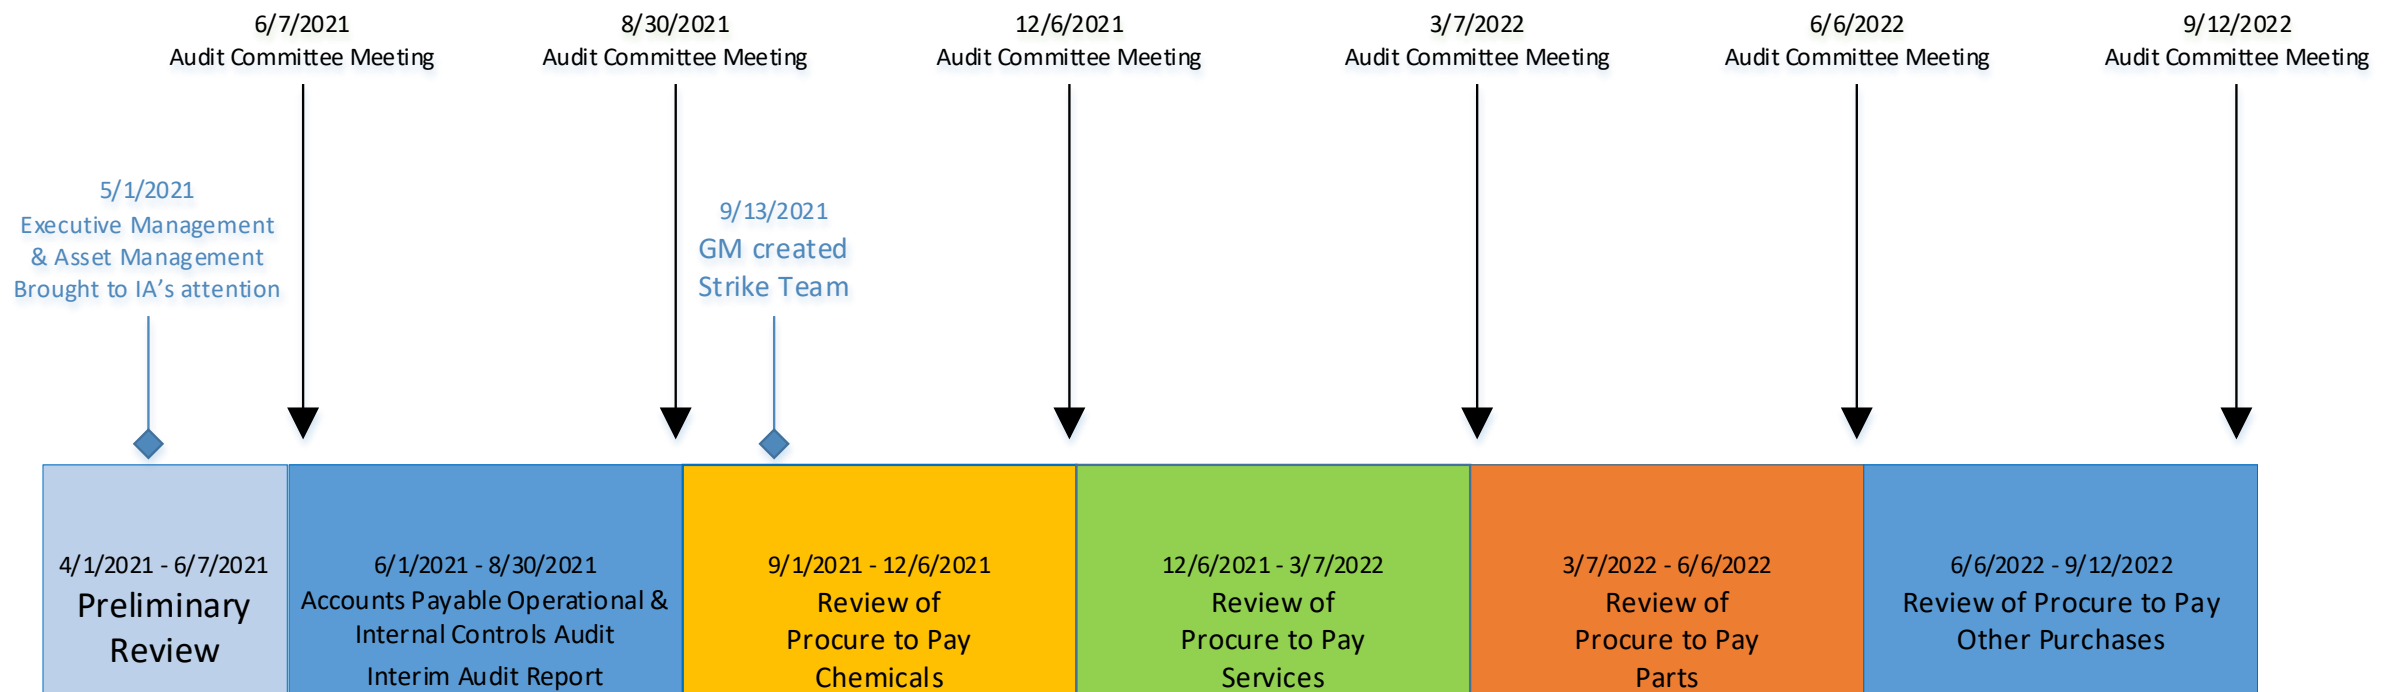 6/7/2021
Audit Committee Meeting
8/30/2021
Audit Committee Meeting
12/6/2021
Audit Committee Meeting
3/7/2022
Audit Committee Meeting
6/6/2022
Audit Committee Meeting
9/12/2022
Audit Committee Meeting
5/1/2021
Executive Management
& Asset Management
Brought to IA’s attention
9/13/2021
GM created
Strike Team
4/1/2021 - 6/7/2021
Preliminary
Review
6/1/2021 - 8/30/2021
Accounts Payable Operational &
Internal Controls Audit
Interim Audit Report
9/1/2021 - 12/6/2021
Review of
Procure to Pay
Chemicals
12/6/2021 - 3/7/2022
Review of
Procure to Pay
Services
3/7/2022 - 6/6/2022
Review of
Procure to Pay
Parts
6/6/2022 - 9/12/2022
Review of Procure to Pay
Other Purchases